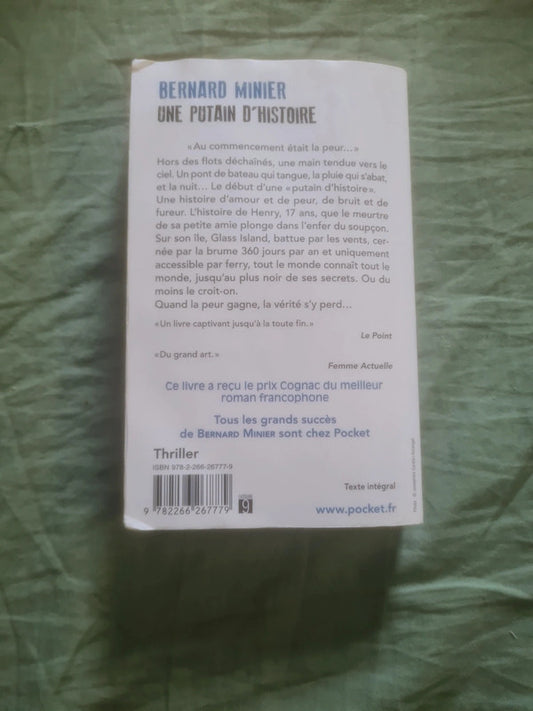 BERNARD MINIER
UNE PUTAIN D'HISTOIRE
«Au commencement était la peur...»
Hors des flots déchaînés, une main tendue vers le
ciel. Un pont de bateau qui tangue, la pluie qui s'abat,
et la nuit... Le début d'une «putain d'histoire».
Une histoire d'amour et de peur, de bruit et de
fureur. L'histoire de Henry, 17 ans, que le meurtre
de sa petite amie plonge dans l'enfer du soupçon.
Sur son île, Glass Island, battue par les vents, cer-
née par la brume 360 jours par an et uniquement
accessible par ferry, tout le monde connaît tout le
monde, jusqu'au plus noir de ses secrets. Ou du
moins le croit-on.
Quand la peur gagne, la vérité s'y perd...
«Un livre captivant jusqu'à la toute fin.»
Le Point
«Du grand art.»
Femme Actuelle
Ce livre a reçu le prix Cognac du meilleur
roman francophone
Tous les grands succès
de BERNARD MINIER sont chez Pocket
Thriller
ISBN 978-2-266-26777-9
Texte intégral
9 782266 267779
9
www.pocket.fr